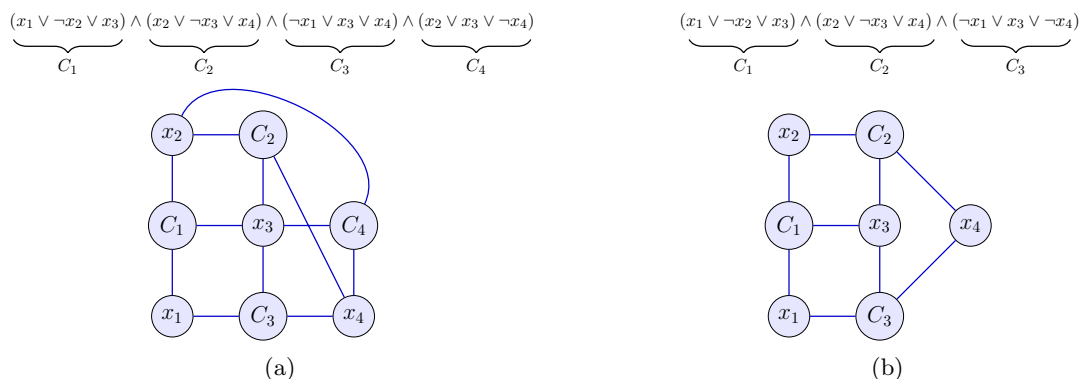 (x₁ ∨ ¬x₂ ∨ x₃) ∧ (x₂ ∨ ¬x₃ ∨ x₄) ∧ (¬x₁ ∨ x₃ ∨ x₄) ∧ (x₂ ∨ x₃ ∨ ¬x₄)
C₁ C₂ C₃ C₄
x₂ C₂
C₁ x₃ C₄
x₁ C₃ x₄
(a)
(x₁ ∨ ¬x₂ ∨ x₃) ∧ (x₂ ∨ ¬x₃ ∨ x₄) ∧ (¬x₁ ∨ x₃ ∨ ¬x₄)
C₁ C₂ C₃
x₂ C₂
C₁ x₃ x₄
x₁ C₃
(b)